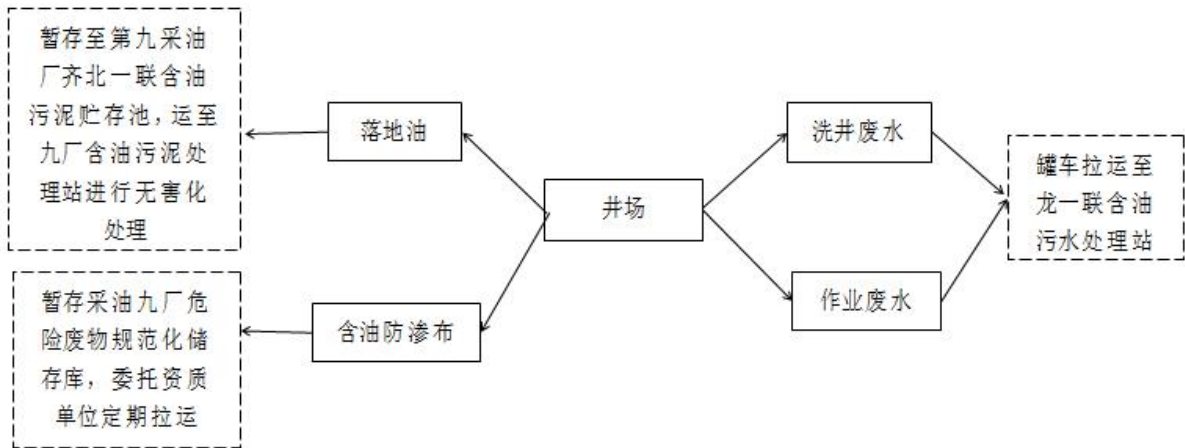 暂存至第九采油
厂齐北一联含油
污泥贮存池，运至
九厂含油污泥处
理站进行无害化
处理
落地油
洗井废水
罐车拉运至
龙一联含油
污水处理站
井场
作业废水
暂存采油九厂危
险废物规范化储
存库，委托资质
单位定期拉运
含油防渗布